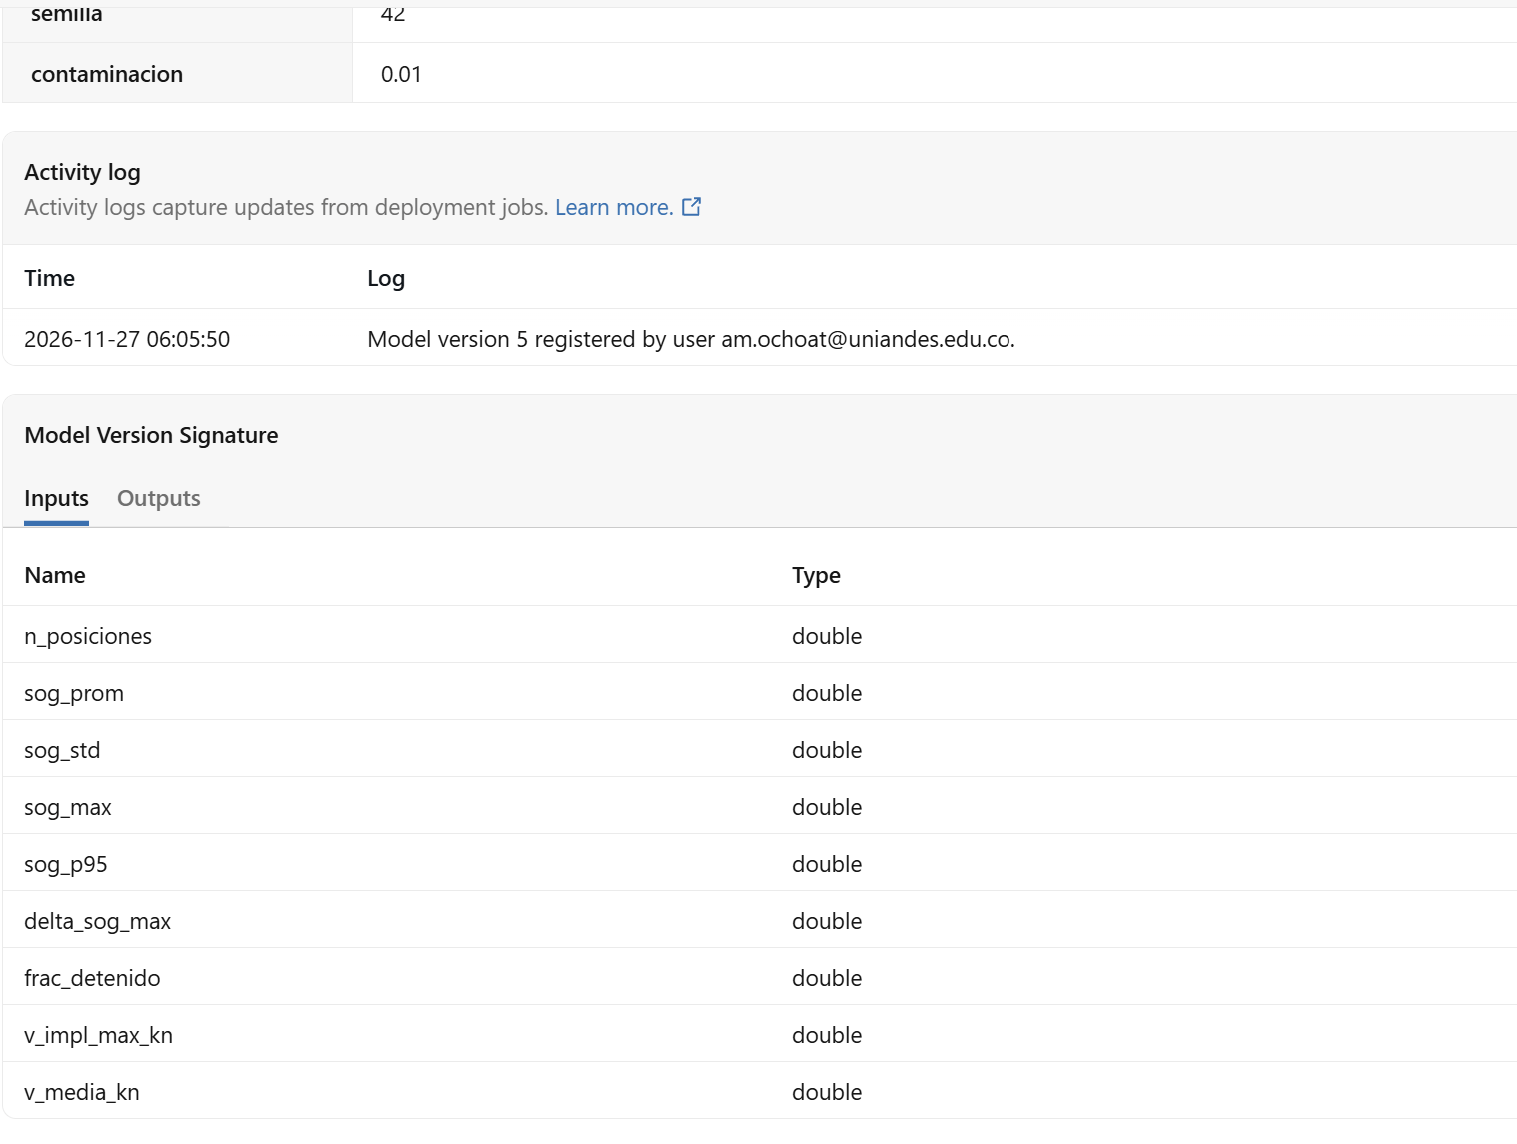 semilla 42
contaminacion 0.01
Activity log
Activity logs capture updates from deployment jobs. Learn more.
Time Log
2026-11-27 06:05:50 Model version 5 registered by user am.ochoat@uniandes.edu.co.
Model Version Signature
Inputs Outputs
Name Type
n_posiciones double
sog_prom double
sog_std double
sog_max double
sog_p95 double
delta_sog_max double
frac_detenido double
v_impl_max_kn double
v_media_kn double